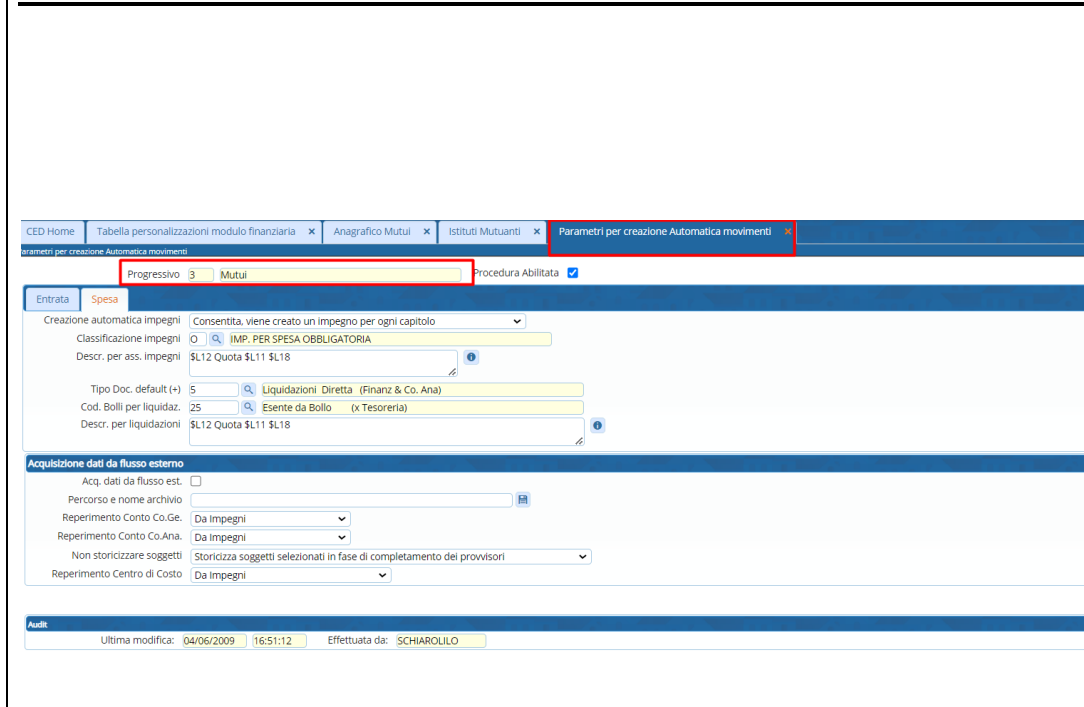 CED Home Tabella personalizzazioni modulo finanziaria × Anagrafico Mutui × Istituti Mutuanti × Parametri per creazione Automatica movimenti ×
arametri per creazione Automatica movimenti
Progressivo 3 Mutui Procedura Abilitata
Entrata Spesa
Creazione automatica impegni Consentita, viene creato un impegno per ogni capitolo
Classificazione impegni O IMP. PER SPESA OBBLIGATORIA
Descr. per ass. impegni $L12 Quota $L11 $L18
Tipo Doc. default (+) 5 Liquidazioni Diretta (Finanz & Co. Ana)
Cod. Bolli per liquidaz. 25 Esente da Bollo (x Tesoreria)
Descr. per liquidazioni $L12 Quota $L11 $L18
Acquisizione dati da flusso esterno
Acq. dati da flusso est.
Percorso e nome archivio
Reperimento Conto Co.Ge. Da Impegni
Reperimento Conto Co.Ana. Da Impegni
Non storicizzare soggetti Storicizza soggetti selezionati in fase di completamento dei provvisori
Reperimento Centro di Costo Da Impegni
Audit
Ultima modifica: 04/06/2009 16:51:12 Effettuata da: SCHIAROLILO